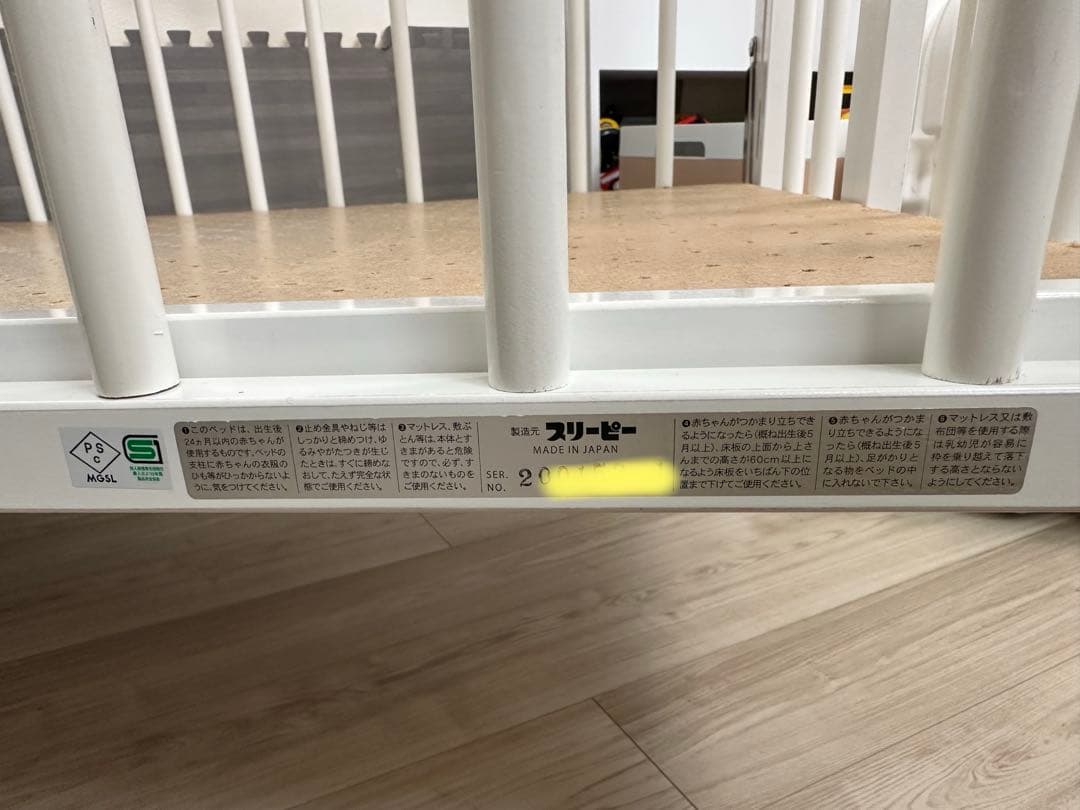 PS
C
MGSL
S
❶このベッドは、出生後
24ヵ月以内の赤ちゃんが
使用するものです。ベッドの
支柱に赤ちゃんの衣服の
ひも等がひっかからないよ
うに、気をつけてください。
❷止め金具やねじ等は
しっかりと締めつけ、ゆ
るみやがたつきが生じ
たときは、すぐに締めな
おして、たえず完全な状
態でご使用ください。
❸マットレス、敷ぶ
とん等は、本体とす
きまがあると危険
ですので、必ず、す
きまのないものを
ご使用ください。
製造元 スリーピー
MADE IN JAPAN
SER.
NO. 200
❹赤ちゃんがつかまり立ちでき
るようになったら(概ね出生後5
月以上)、床板の上面から上さ
んまでの高さが60cm以上に
なるよう床板をいちばん下の位
置まで下げてご使用ください。
❺赤ちゃんがつかま
り立ちできるようにな
ったら(概ね出生後5
月以上)、足がかりと
なる物をベッドの中
に入れないで下さい。
❻マットレス又は敷
布団等を使用する際
は乳幼児が容易に
枠を乗り越えて落下
する高さとならない
ようにしてください。